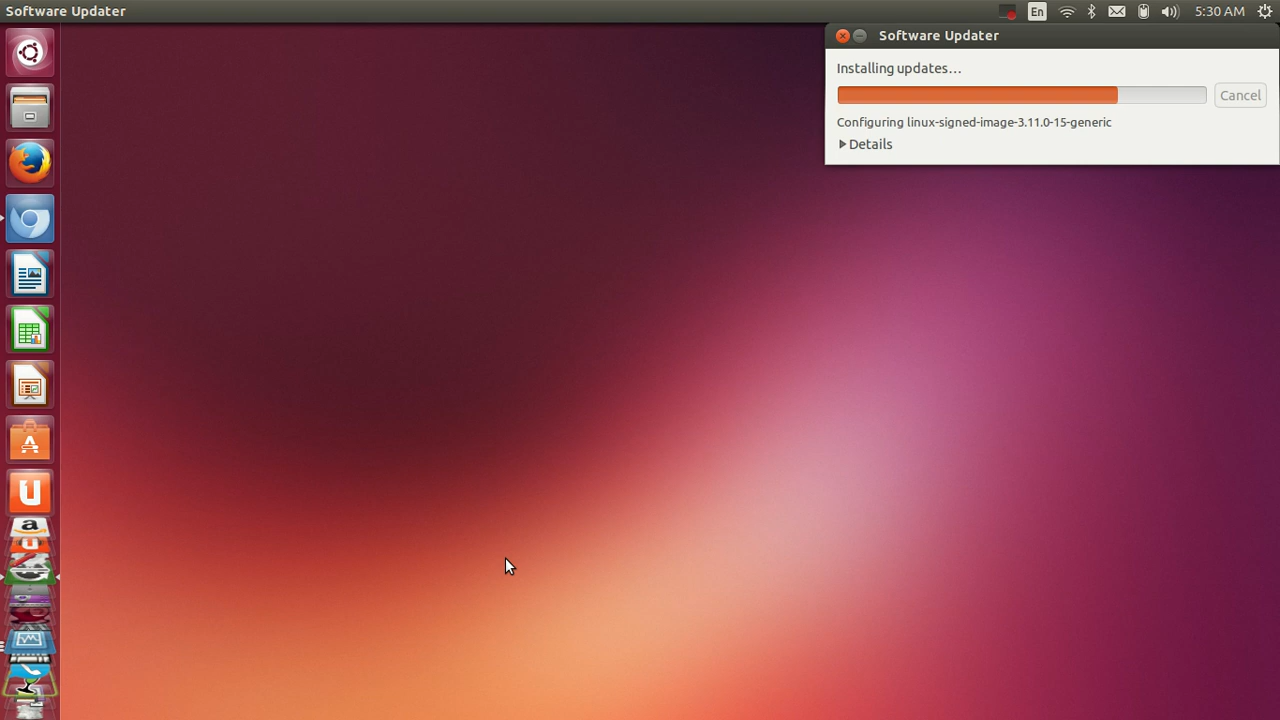 Software Updater
En
5:30 AM
Software Updater
Installing updates…
Cancel
Configuring linux-signed-image-3.11.0-15-generic
Details